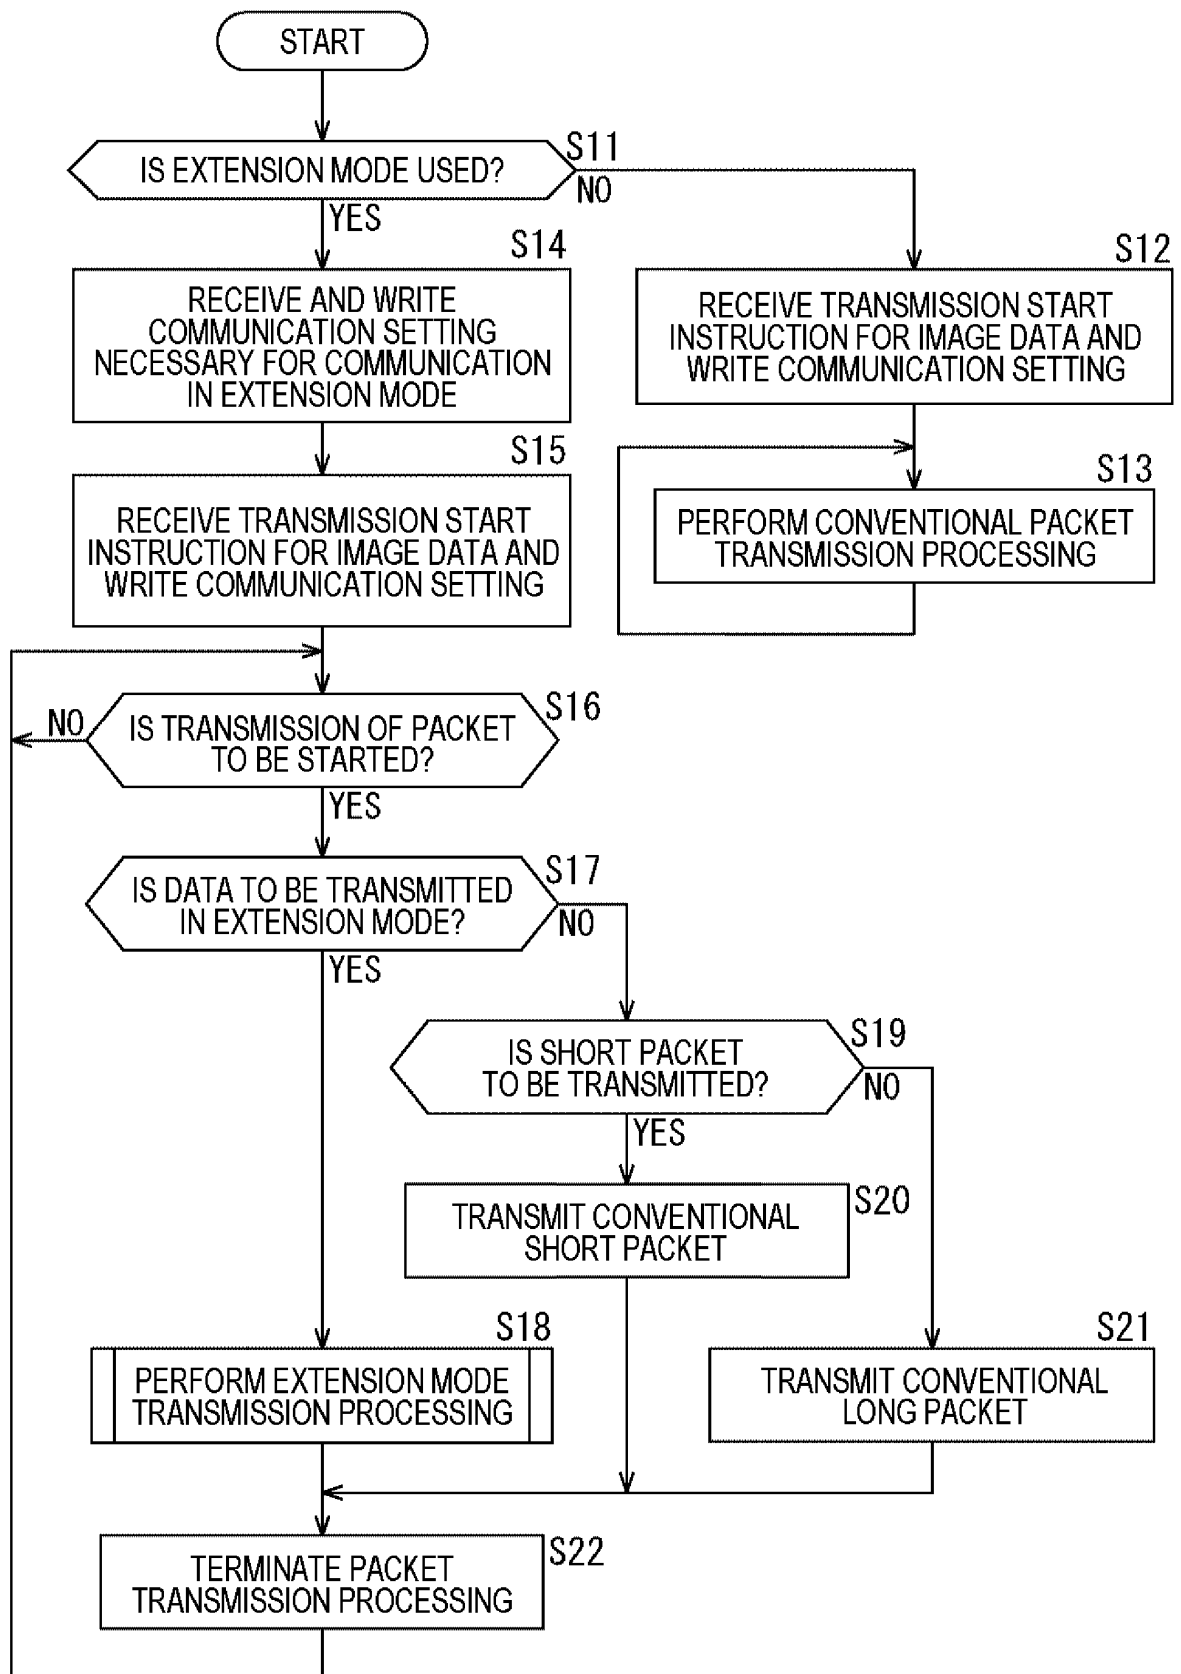 START
S11
IS EXTENSION MODE USED?
NO
YES
S14
RECEIVE AND WRITE
COMMUNICATION SETTING
NECESSARY FOR COMMUNICATION
IN EXTENSION MODE
S12
RECEIVE TRANSMISSION START
INSTRUCTION FOR IMAGE DATA AND
WRITE COMMUNICATION SETTING
S15
RECEIVE TRANSMISSION START
INSTRUCTION FOR IMAGE DATA AND
WRITE COMMUNICATION SETTING
S13
PERFORM CONVENTIONAL PACKET
TRANSMISSION PROCESSING
S16
NO
IS TRANSMISSION OF PACKET
TO BE STARTED?
YES
S17
IS DATA TO BE TRANSMITTED
IN EXTENSION MODE?
NO
YES
S19
IS SHORT PACKET
TO BE TRANSMITTED?
NO
YES
S20
TRANSMIT CONVENTIONAL
SHORT PACKET
S18
PERFORM EXTENSION MODE
TRANSMISSION PROCESSING
S21
TRANSMIT CONVENTIONAL
LONG PACKET
S22
TERMINATE PACKET
TRANSMISSION PROCESSING